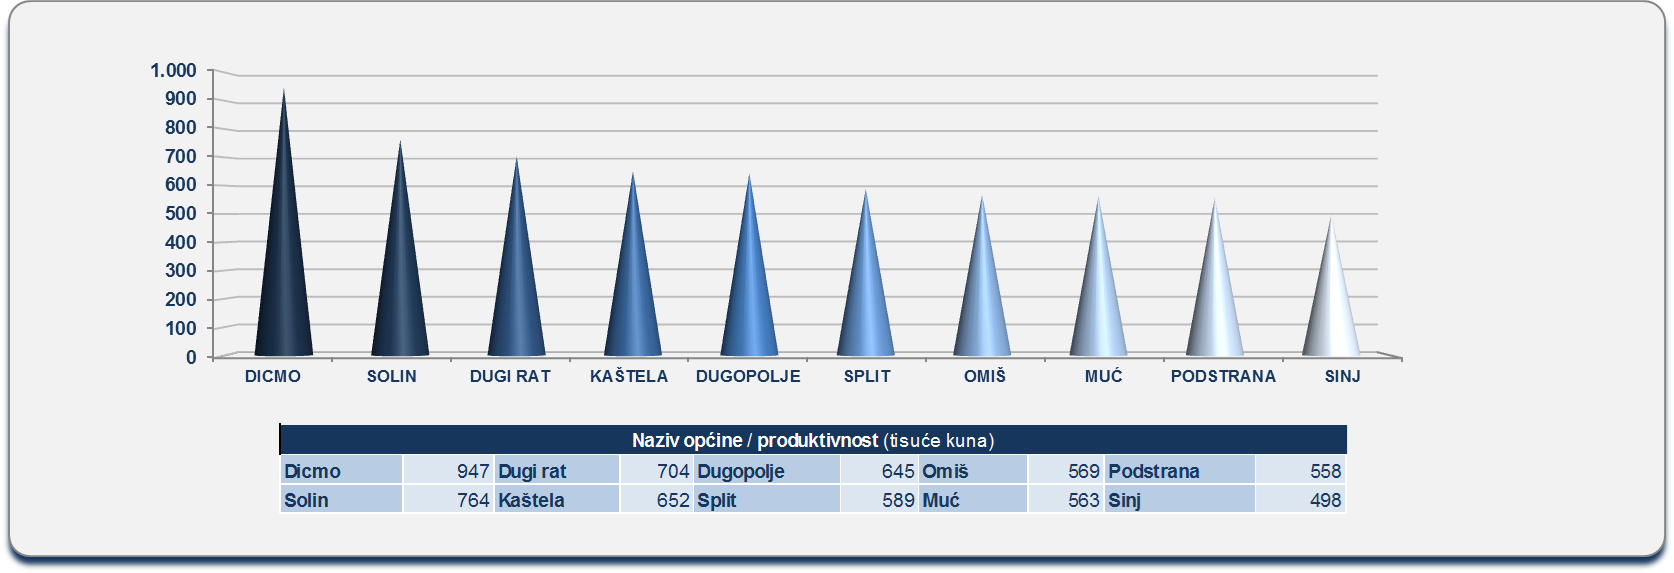 1.000
900
800
700
600
500
400
300
200
100
0
DICMO SOLIN DUGI RAT KAŠTELA DUGOPOLJE SPLIT OMIŠ MUĆ PODSTRANA SINJ
Naziv općine / produktivnost (tisuće kuna)
Dicmo 947 Dugi rat 704 Dugopolje 645 Omiš 569 Podstrana 558
Solin 764 Kaštela 652 Split 589 Muć 563 Sinj 498